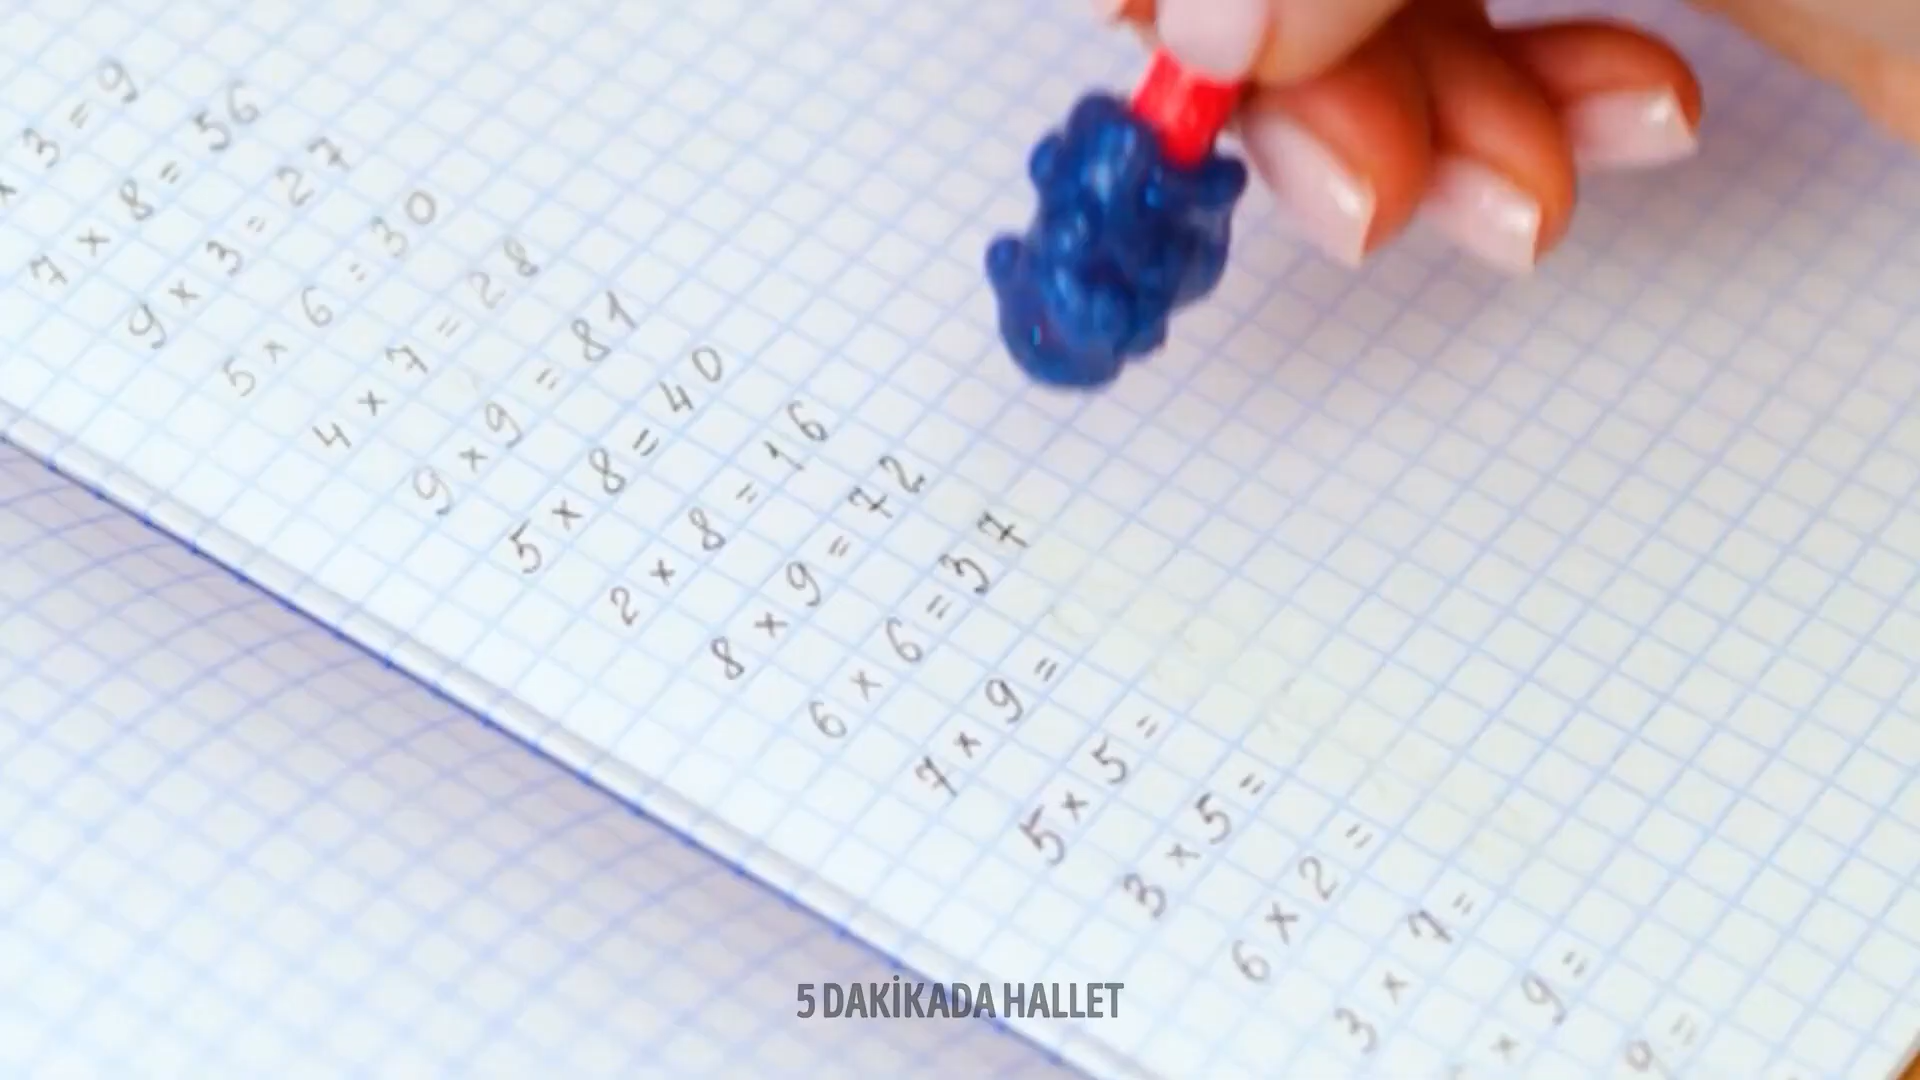 x 3 = 9
7 x 8 = 56
9 x 3 = 27
5 x 6 = 30
4 x 7 = 28
9 x 9 = 81
5 x 8 = 40
2 x 8 = 16
8 x 9 = 72
6 x 6 = 37
7 x 9 =
5 x 5 =
3 x 5 =
6 x 2 =
3 x 7 =
x 9 =
9 =
5 DAKİKADA HALLET